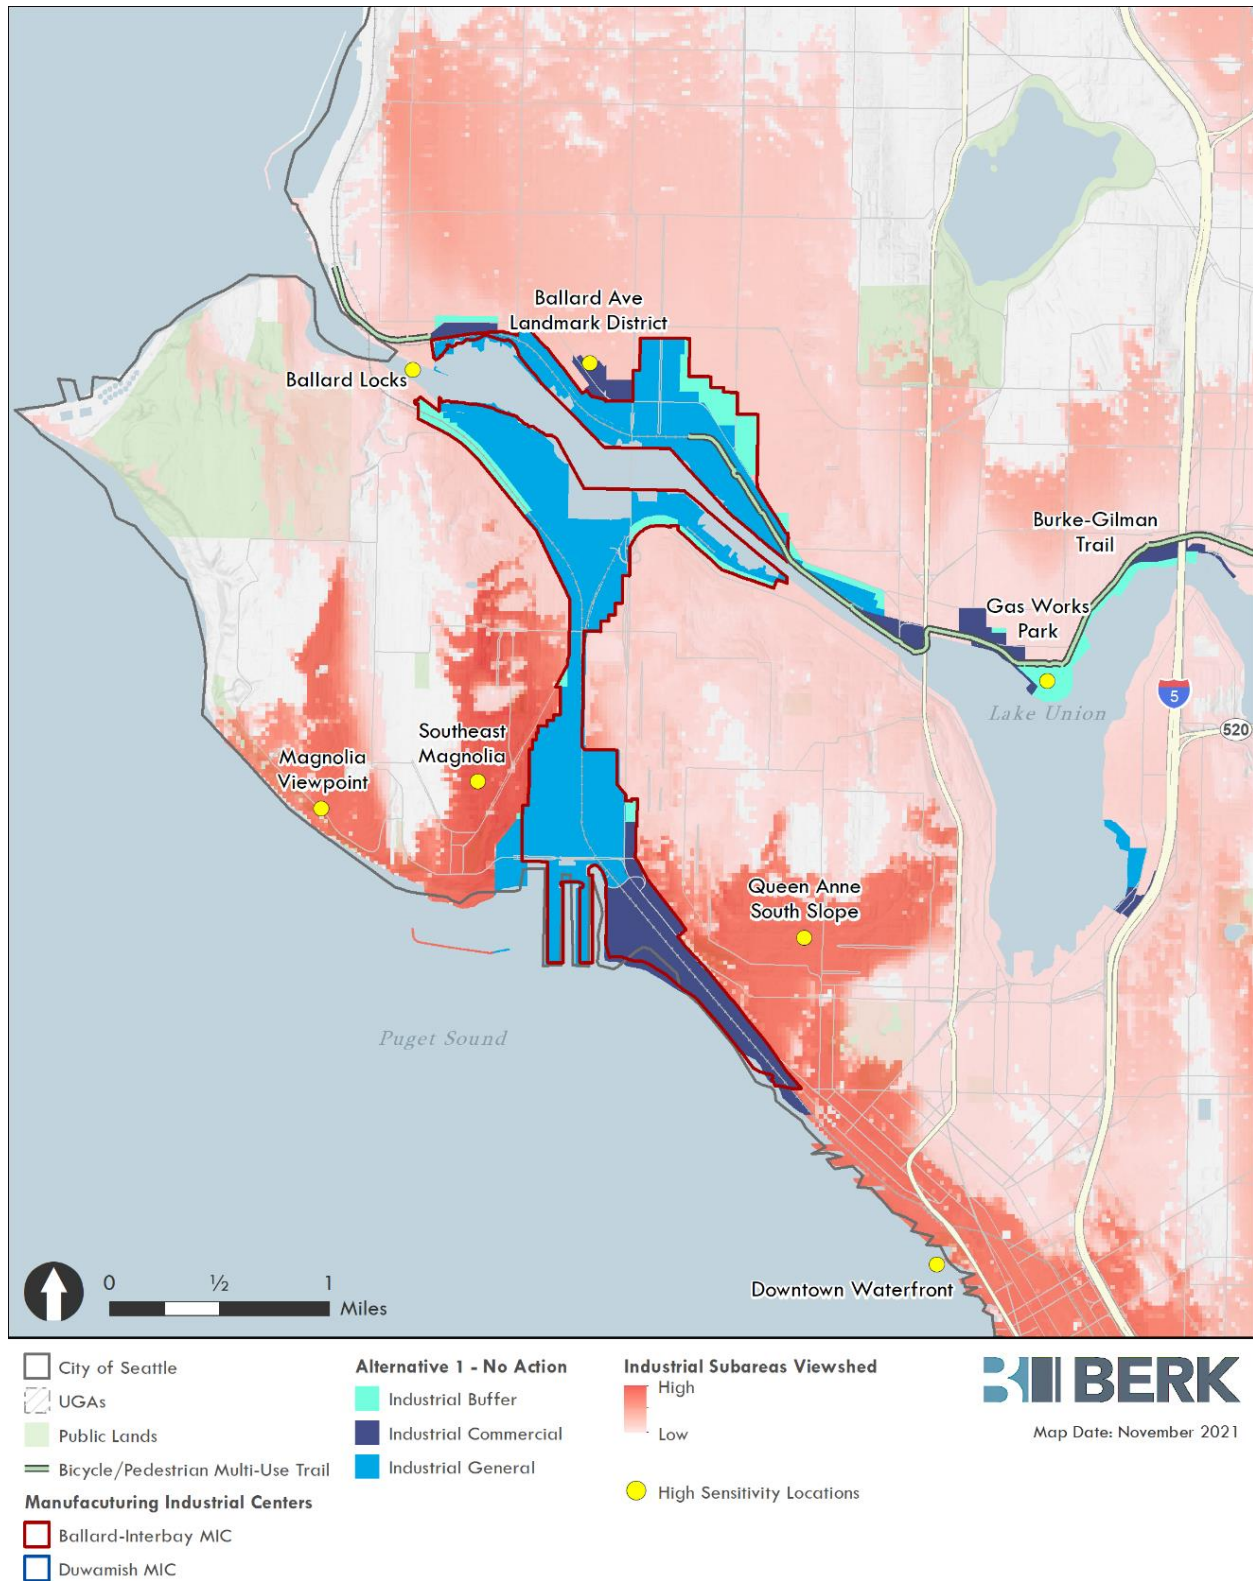 Ballard Ave
Landmark District
Ballard Locks
Burke-Gilman
Trail
Gas Works
Park
Lake Union
5
520
Southeast
Magnolia
Magnolia
Viewpoint
Queen Anne
South Slope
Puget Sound
Downtown Waterfront
0 ½ 1
Miles
City of Seattle
UGAs
Public Lands
Bicycle/Pedestrian Multi-Use Trail
Manufacuturing Industrial Centers
Ballard-Interbay MIC
Duwamish MIC
Alternative 1 - No Action
Industrial Buffer
Industrial Commercial
Industrial General
Industrial Subareas Viewshed
High
Low
High Sensitivity Locations
BERK
Map Date: November 2021